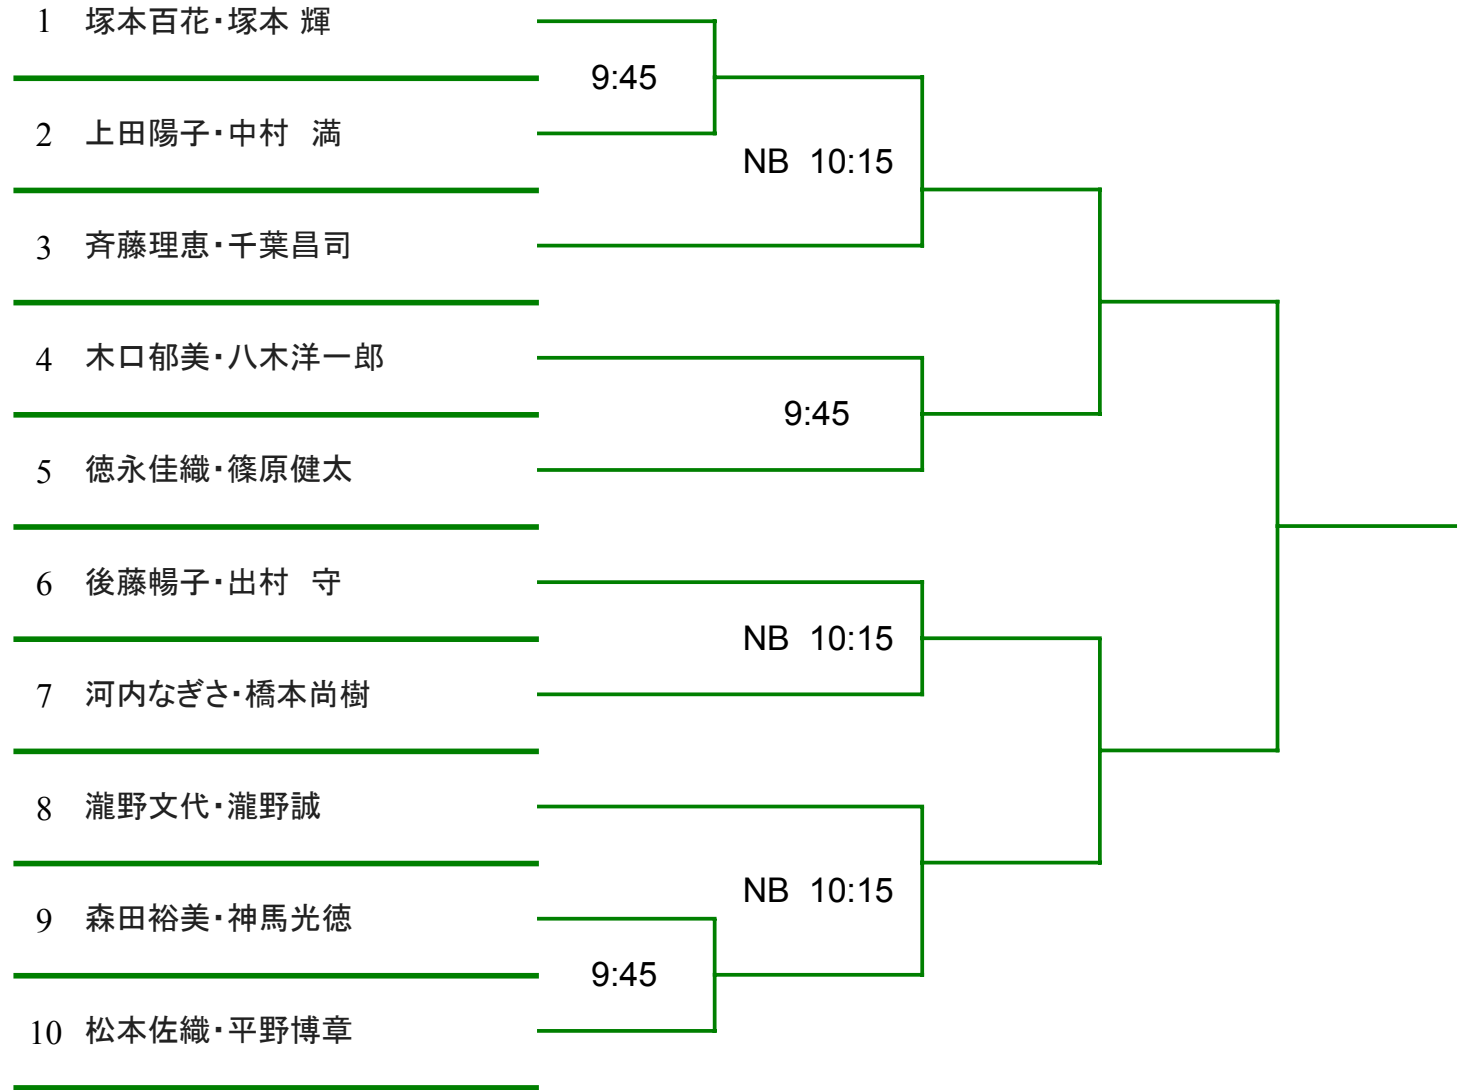 1 塚本百花・塚本 輝
9:45
2 上田陽子・中村　満
NB 10:15
3 斉藤理恵・千葉昌司
4 木口郁美・八木洋一郎
9:45
5 徳永佳織・篠原健太
6 後藤暢子・出村　守
NB 10:15
7 河内なぎさ・橋本尚樹
8 瀧野文代・瀧野誠
NB 10:15
9 森田裕美・神馬光徳
9:45
10 松本佐織・平野博章